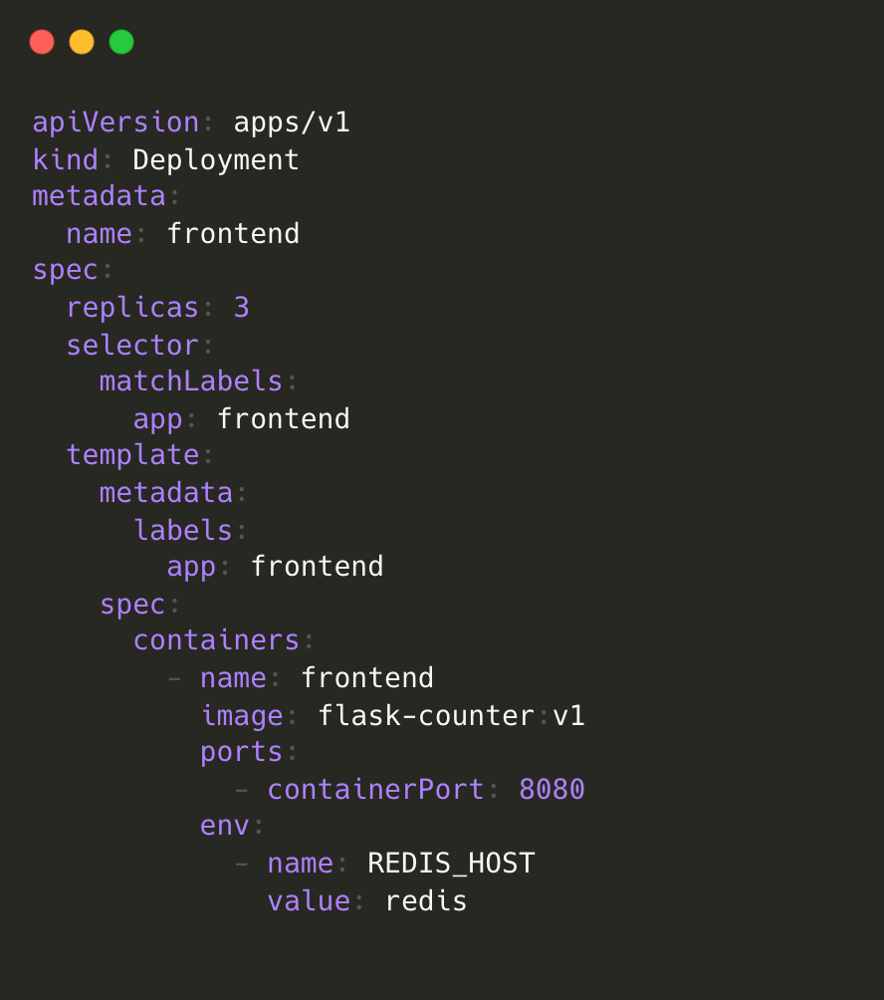 apiVersion: apps/v1
kind: Deployment
metadata:
  name: frontend
spec:
  replicas: 3
  selector:
    matchLabels:
      app: frontend
  template:
    metadata:
      labels:
        app: frontend
    spec:
      containers:
        - name: frontend
          image: flask-counter:v1
          ports:
            - containerPort: 8080
          env:
            - name: REDIS_HOST
              value: redis